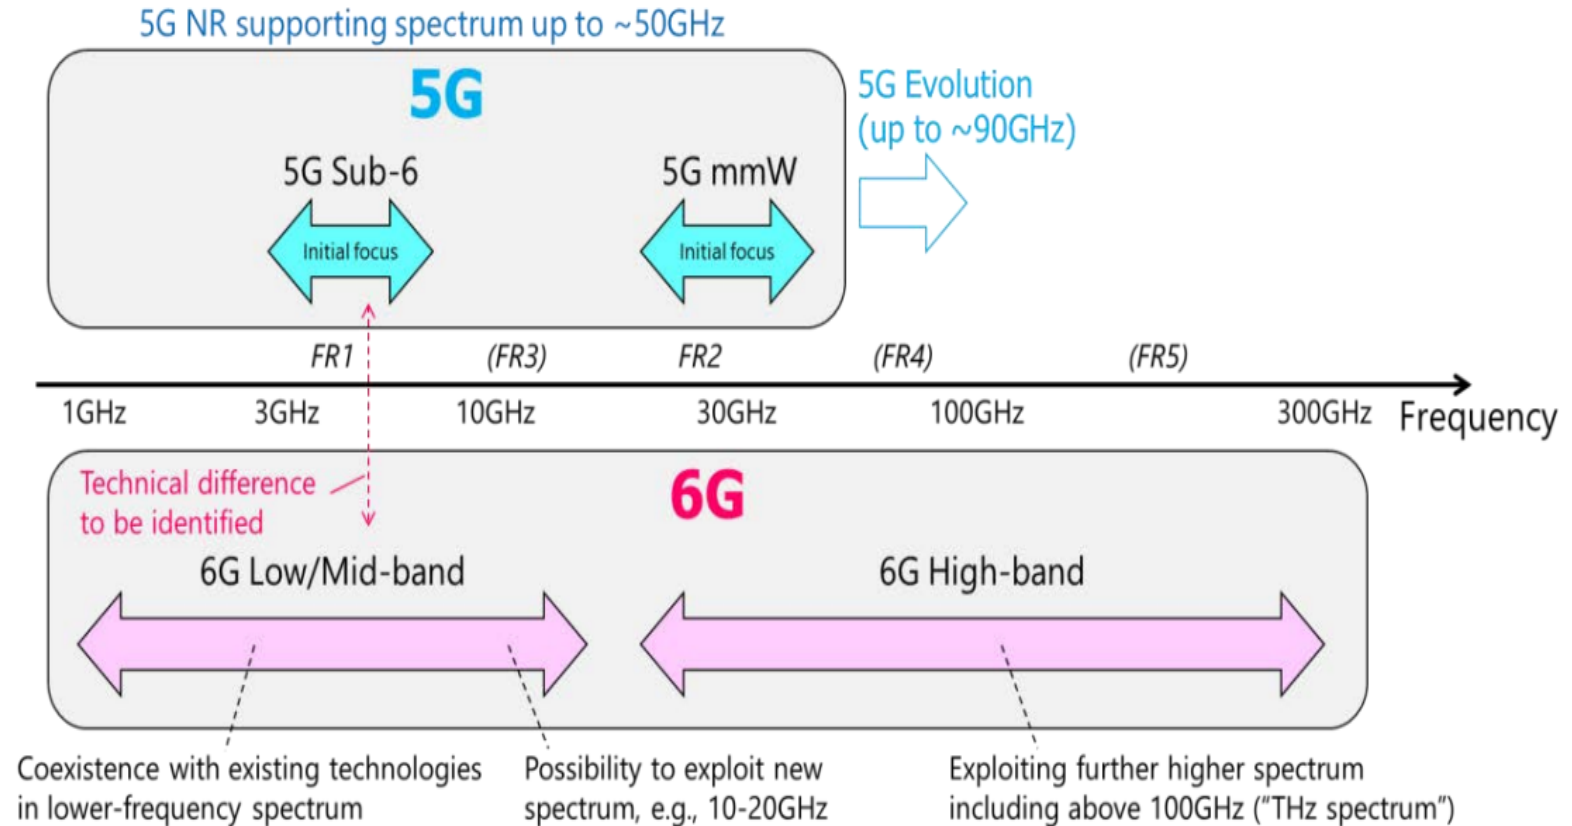 5G NR supporting spectrum up to ~50GHz
5G
5G Evolution
(up to ~90GHz)
5G Sub-6
5G mmW
Initial focus
Initial focus
FR1
(FR3)
FR2
(FR4)
(FR5)
1GHz
3GHz
10GHz
30GHz
100GHz
300GHz
Frequency
Technical difference
to be identified
6G
6G Low/Mid-band
6G High-band
Coexistence with existing technologies
in lower-frequency spectrum
Possibility to exploit new
spectrum, e.g., 10-20GHz
Exploiting further higher spectrum
including above 100GHz (“THz spectrum”)